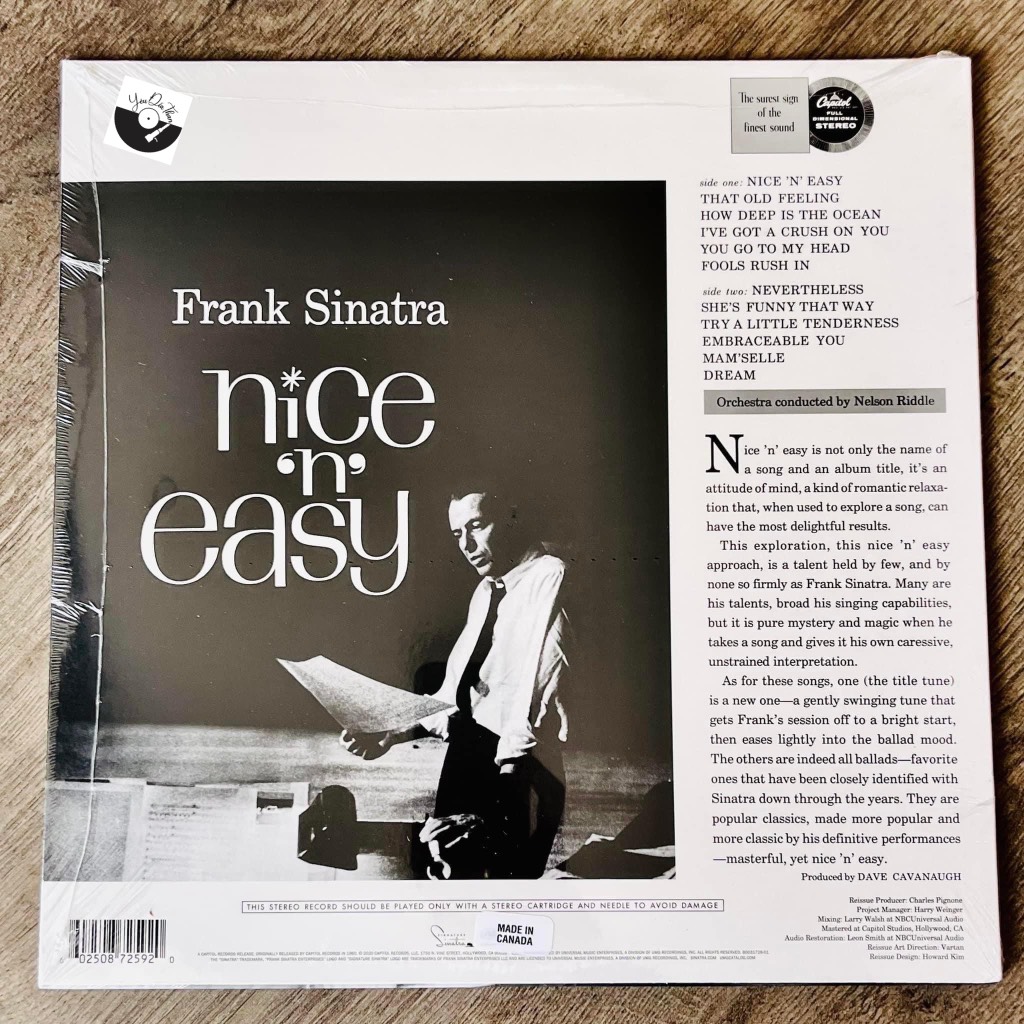 You Din Than
The surest sign
of the
finest sound
Capitol
FULL
DIMENSIONAL
STEREO
side one: NICE 'N' EASY
THAT OLD FEELING
HOW DEEP IS THE OCEAN
I'VE GOT A CRUSH ON YOU
YOU GO TO MY HEAD
FOOLS RUSH IN
side two: NEVERTHELESS
SHE'S FUNNY THAT WAY
TRY A LITTLE TENDERNESS
EMBRACEABLE YOU
MAM'SELLE
DREAM
Orchestra conducted by Nelson Riddle
Frank Sinatra
nice
'n'
easy
Nice 'n' easy is not only the name of
a song and an album title, it's an
attitude of mind, a kind of romantic relaxa-
tion that, when used to explore a song, can
have the most delightful results.
This exploration, this nice 'n' easy
approach, is a talent held by few, and by
none so firmly as Frank Sinatra. Many are
his talents, broad his singing capabilities,
but it is pure mystery and magic when he
takes a song and gives it his own caressive,
unstrained interpretation.
As for these songs, one (the title tune)
is a new one—a gently swinging tune that
gets Frank's session off to a bright start,
then eases lightly into the ballad mood.
The others are indeed all ballads—favorite
ones that have been closely identified with
Sinatra down through the years. They are
popular classics, made more popular and
more classic by his definitive performances
—masterful, yet nice 'n' easy.
Produced by DAVE CAVANAUGH
Reissue Producer: Charles Pignone
Project Manager: Harry Weinger
Mixing: Larry Walsh at NBCUniversal Audio
Mastered at Capitol Studios, Hollywood, CA
Audio Restoration: Leon Smith at NBCUniversal Audio
Reissue Art Direction: Vartan
Reissue Design: Howard Kim
THIS STEREO RECORD SHOULD BE PLAYED ONLY WITH A STEREO CARTRIDGE AND NEEDLE TO AVOID DAMAGE
SIGNATURE
Sinatra
MADE IN
CANADA
02508 72592 0